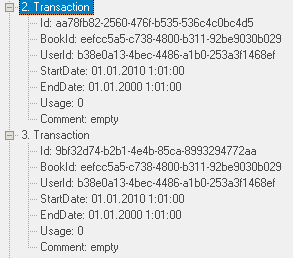 2. Transaction
Id: aa78fb82-2560-476f-b535-536c4c0bc4d5
BookId: eefcc5a5-c738-4800-b311-92be9030b029
UserId: b38e0a13-4bec-4486-a1b0-253a3f1468ef
StartDate: 01.01.2010 1:01:00
EndDate: 01.01.2000 1:01:00
Usage: 0
Comment: empty
3. Transaction
Id: 9bf32d74-b2b1-4e4b-85ca-8993294772aa
BookId: eefcc5a5-c738-4800-b311-92be9030b029
UserId: b38e0a13-4bec-4486-a1b0-253a3f1468ef
StartDate: 01.01.2010 1:01:00
EndDate: 01.01.2000 1:01:00
Usage: 0
Comment: empty